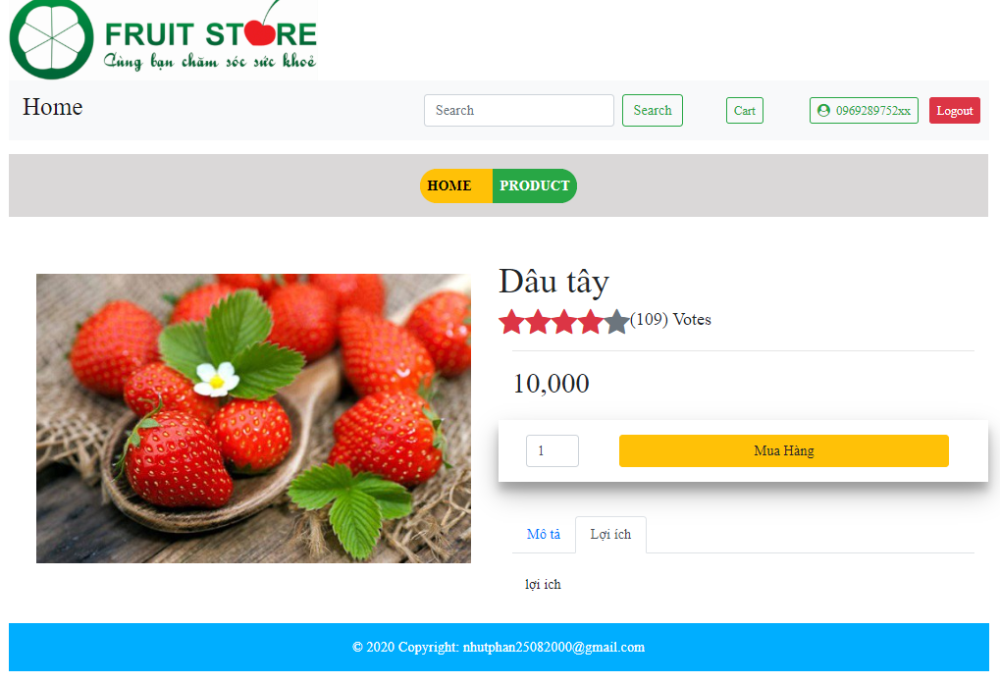 FRUIT STORE
Cùng bạn chăm sóc sức khoẻ
Home
Search
Search
Cart
0969289752xx
Logout
HOME
PRODUCT
Dâu tây
(109) Votes
10,000
1
Mua Hàng
Mô tả
Lợi ích
lợi ich
© 2020 Copyright: nhutphan25082000@gmail.com